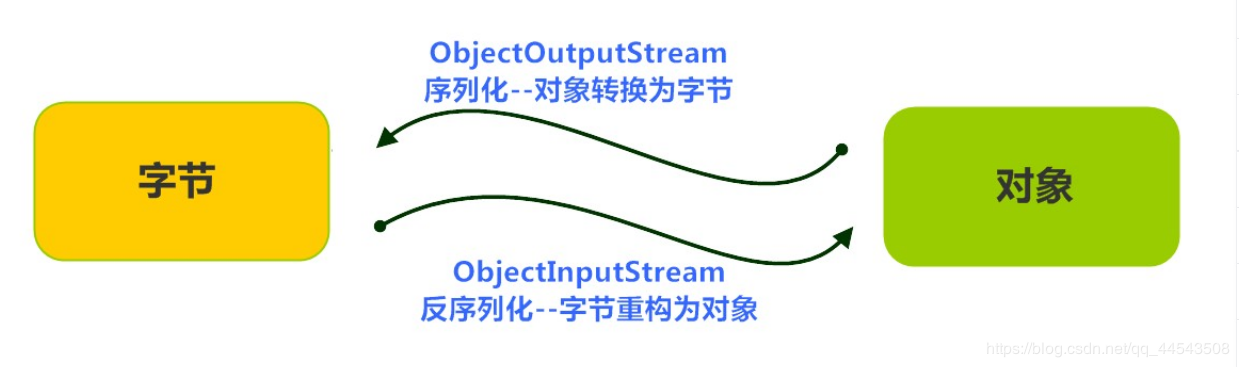 ObjectOutputStream
序列化--对象转换为字节
字节
对象
ObjectInputStream
反序列化--字节重构为对象
https://blog.csdn.net/qq_44543508